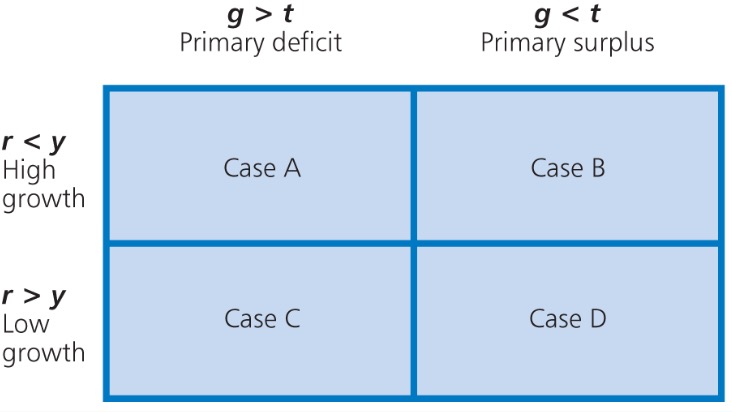 g > t
Primary deficit
g < t
Primary surplus
r < y
High
growth
Case A
Case B
r > y
Low
growth
Case C
Case D